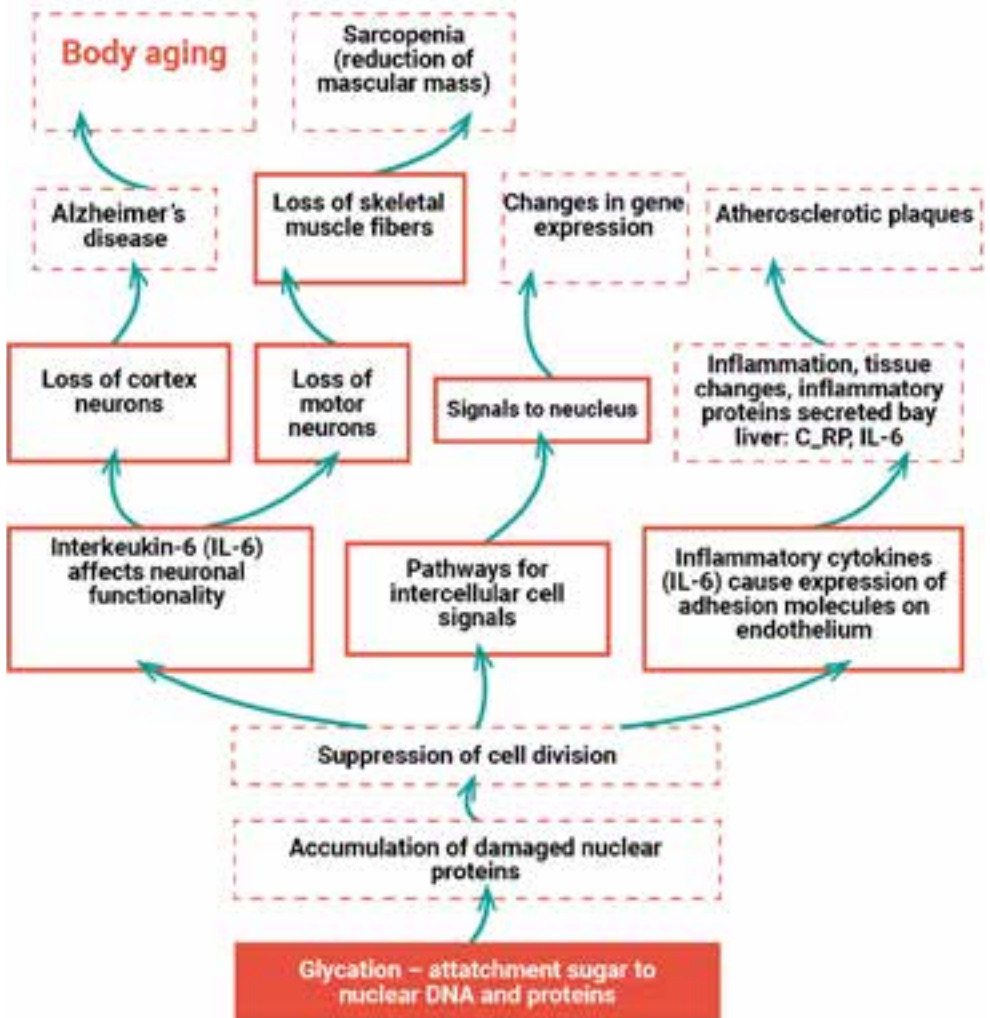 Body aging
Sarcopenia
(reduction of
mascular mass)
Alzheimer's
disease
Loss of skeletal
muscle fibers
Changes in gene
expression
Atherosclerotic plaques
Loss of cortex
neurons
Loss of
motor
neurons
Signals to neucleus
Inflammation, tissue
changes, inflammatory
proteins secreted bay
liver: C_RP, IL-6
Interkeukin-6 (IL-6)
affects neuronal
functionality
Pathways for
intercellular cell
signals
Inflammatory cytokines
(IL-6) cause expression of
adhesion molecules on
endothelium
Suppression of cell division
Accumulation of damaged nuclear
proteins
Glycation – attatchment sugar to
nuclear DNA and proteins